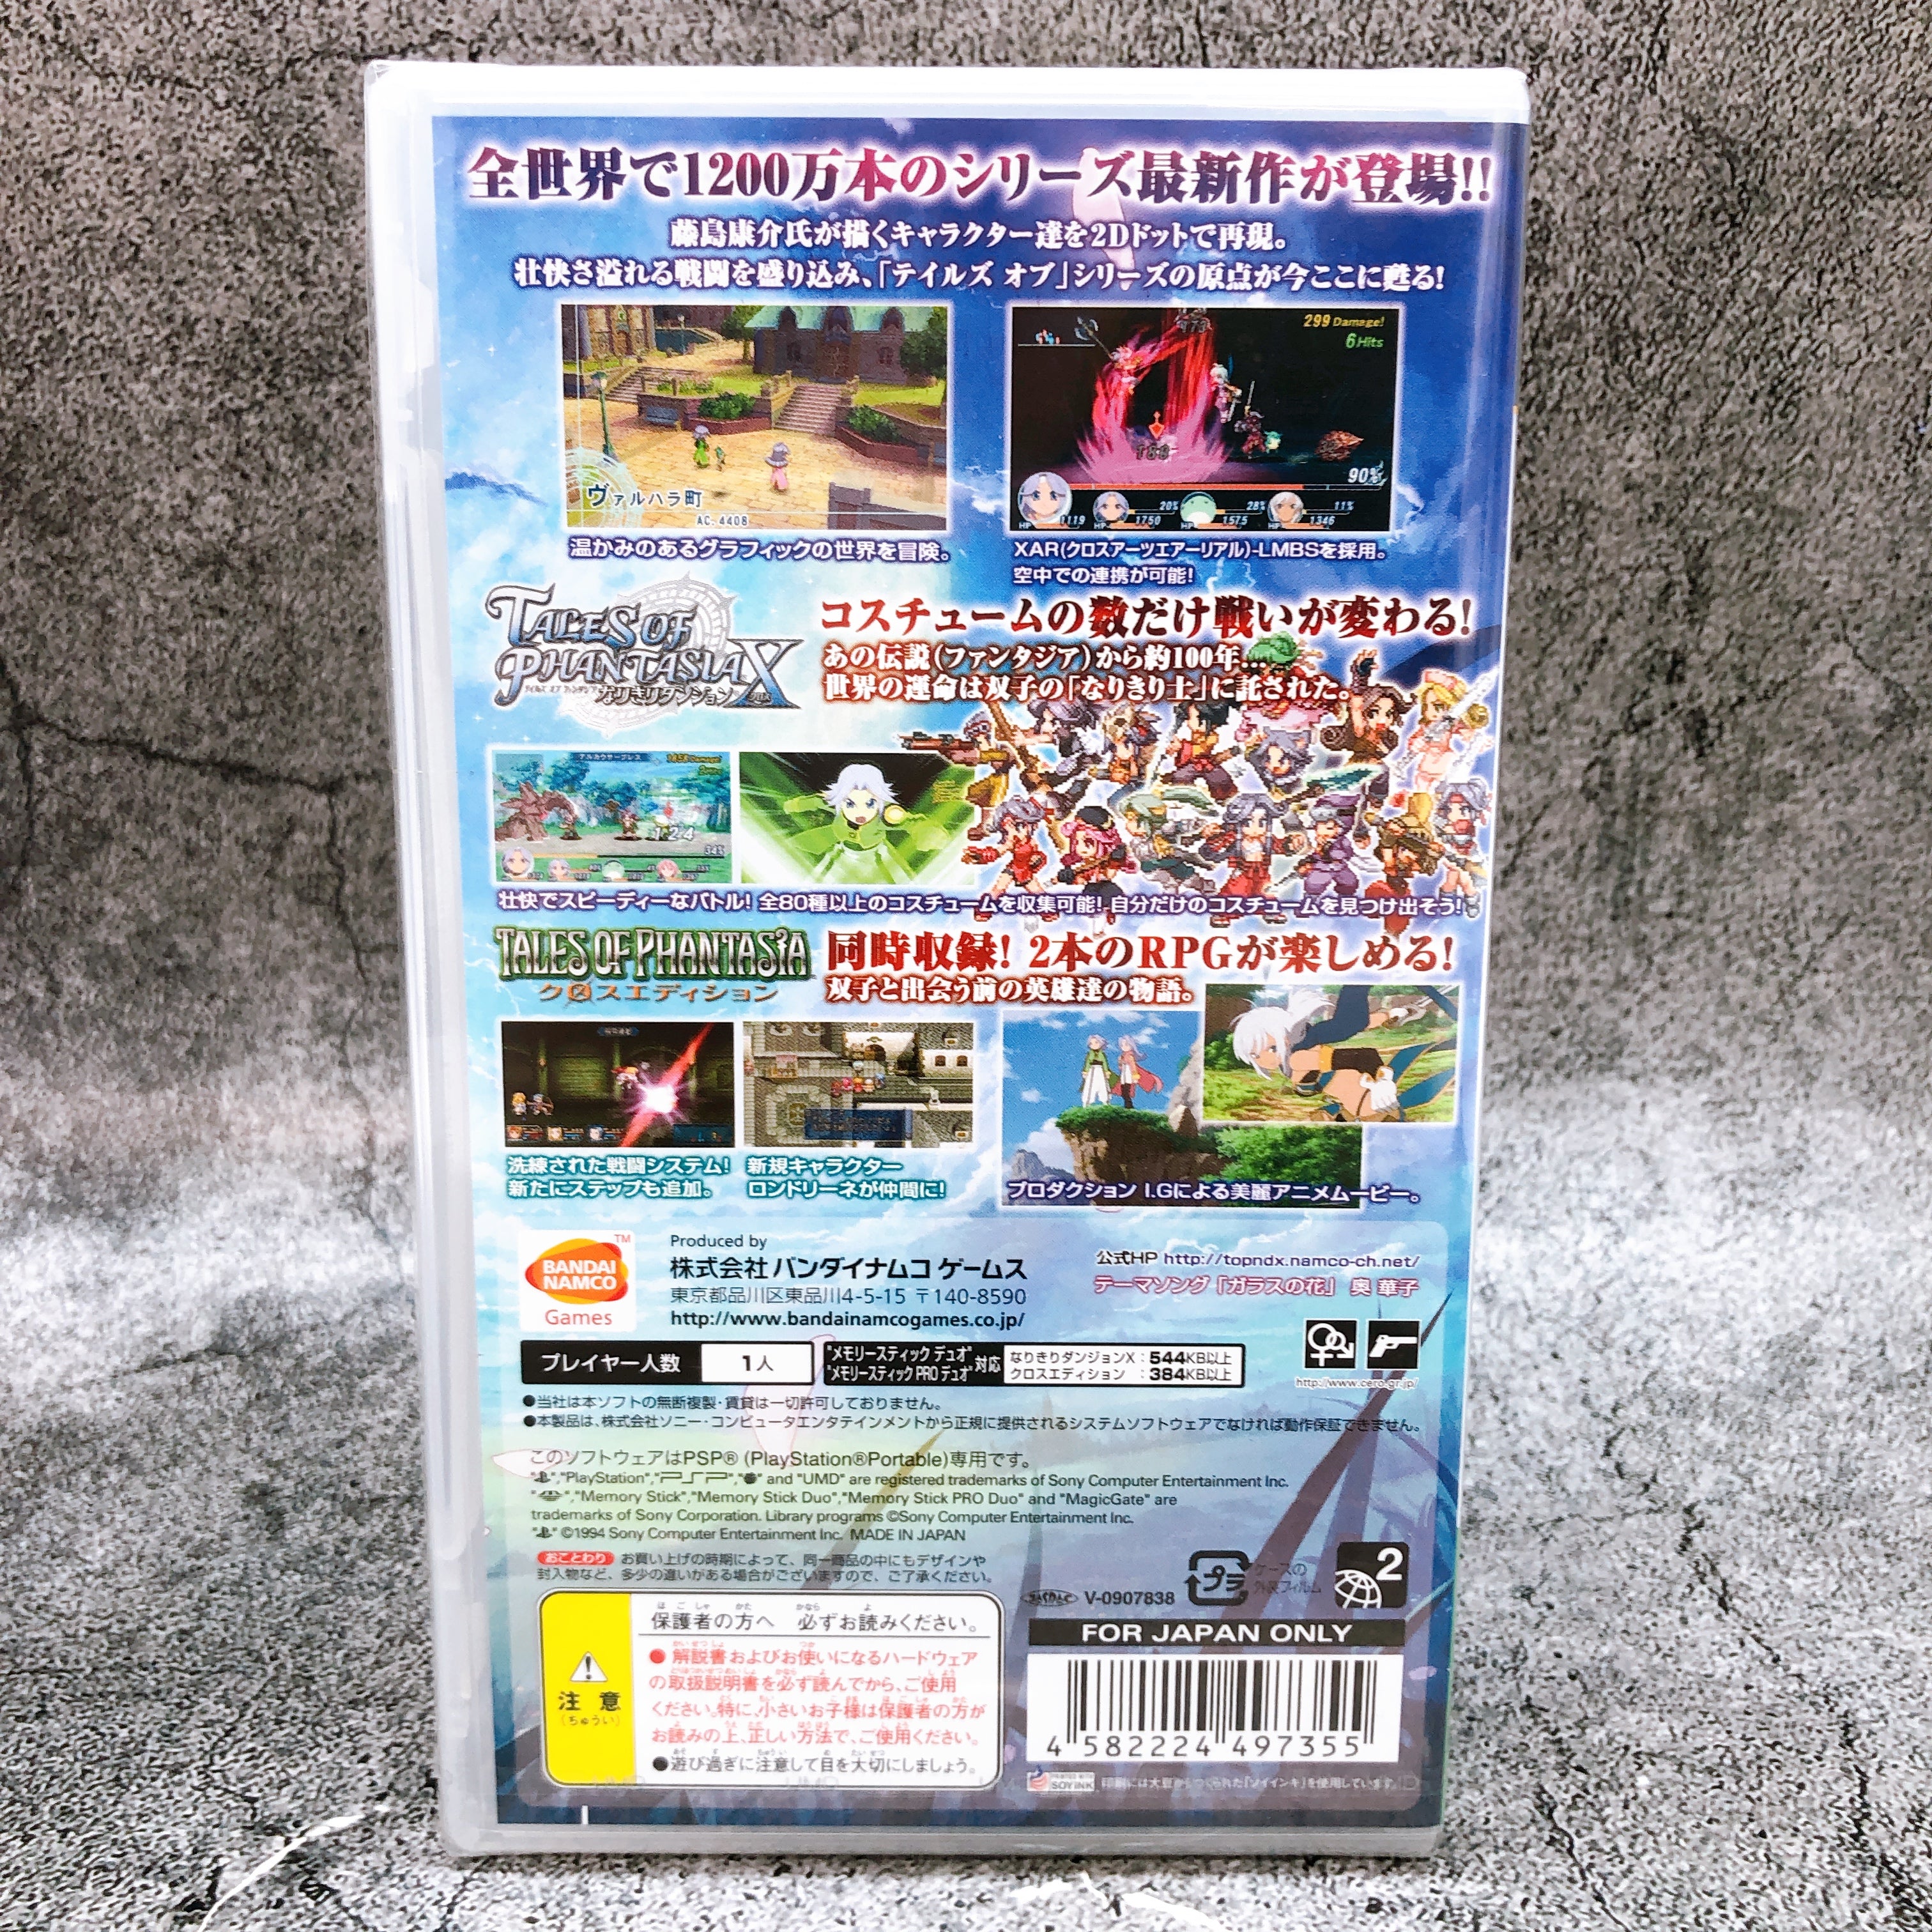 全世界で1200万本のシリーズ最新作が登場!!
藤島康介氏が描くキャラクター達を2Dドットで再現。
壮快さ溢れる戦闘を盛り込み、「テイルズ オブ」シリーズの原点が今ここに甦る!
299 Damage!
6 Hits
188
90%
ヴァルハラ町
AC. 4408
HP 1119
20% HP 1750
28% HP 1575
11% HP 1346
温かみのあるグラフィックの世界を冒険。
XAR(クロスアーツエアーリアル)-LMBSを採用。
空中での連携が可能!
TALES OF PHANTASIA X
なりきりダンジョン
コスチュームの数だけ戦いが変わる!
あの伝説(ファンタジア)から約100年...
世界の運命は双子の「なりきり士」に託された。
124
34%
壮快でスピーディーなバトル! 全80種以上のコスチュームを収集可能! 自分だけのコスチュームを見つけ出そう!
TALES OF PHANTASIA
クロスエディション
同時収録! 2本のRPGが楽しめる!
双子と出会う前の英雄達の物語。
洗練された戦闘システム!
新たにステップも追加。
新規キャラクター
ロンドリーネが仲間に!
プロダクション I.Gによる美麗アニメムービー。
BANDAI NAMCO Games TM
Produced by
株式会社 バンダイナムコ ゲームス
東京都品川区東品川4-5-15 〒140-8590
http://www.bandainamcogames.co.jp/
公式HP http://topndx.namco-ch.net/
テーマソング「ガラスの花」 奥 華子
プレイヤー人数 1人
"メモリースティック デュオ"
"メモリースティック PRO デュオ" 対応
なりきりダンジョンX : 544KB以上
クロスエディション : 384KB以上
http://www.cero.gr.jp/
●当社は本ソフトの無断複製・賃貸は一切許可しておりません。
●本製品は、株式会社ソニー・コンピュータエンタテインメントから正規に提供されるシステムソフトウェアでなければ動作保証できません。
このソフトウェアはPSP® (PlayStation®Portable)専用です。
"","PlayStation","PSP","" and "UMD" are registered trademarks of Sony Computer Entertainment Inc.
"","Memory Stick","Memory Stick Duo","Memory Stick PRO Duo" and "MagicGate" are
trademarks of Sony Corporation. Library programs ©Sony Computer Entertainment Inc.
"" ©1994 Sony Computer Entertainment Inc. MADE IN JAPAN
おことわり お買い上げの時期によって、同一商品の中にもデザインや
封入物など、多少の違いがある場合がございますので、ご了承ください。
V-0907838
プラ
ケースの
外装フィルム
2
注意
(ちゅうい)
保護者の方へ 必ずお読みください。
●解説書およびお使いになるハードウェア
の取扱説明書を必ず読んでから、ご使用
ください。特に、小さいお子様は保護者の方が
お読みの上、正しい方法で、ご使用ください。
●遊び過ぎに注意して目を大切にしましょう。
FOR JAPAN ONLY
4 582224 497355
PRINTED WITH
SOY INK
印刷には大豆からつくられた「ソイインキ」を使用しています。